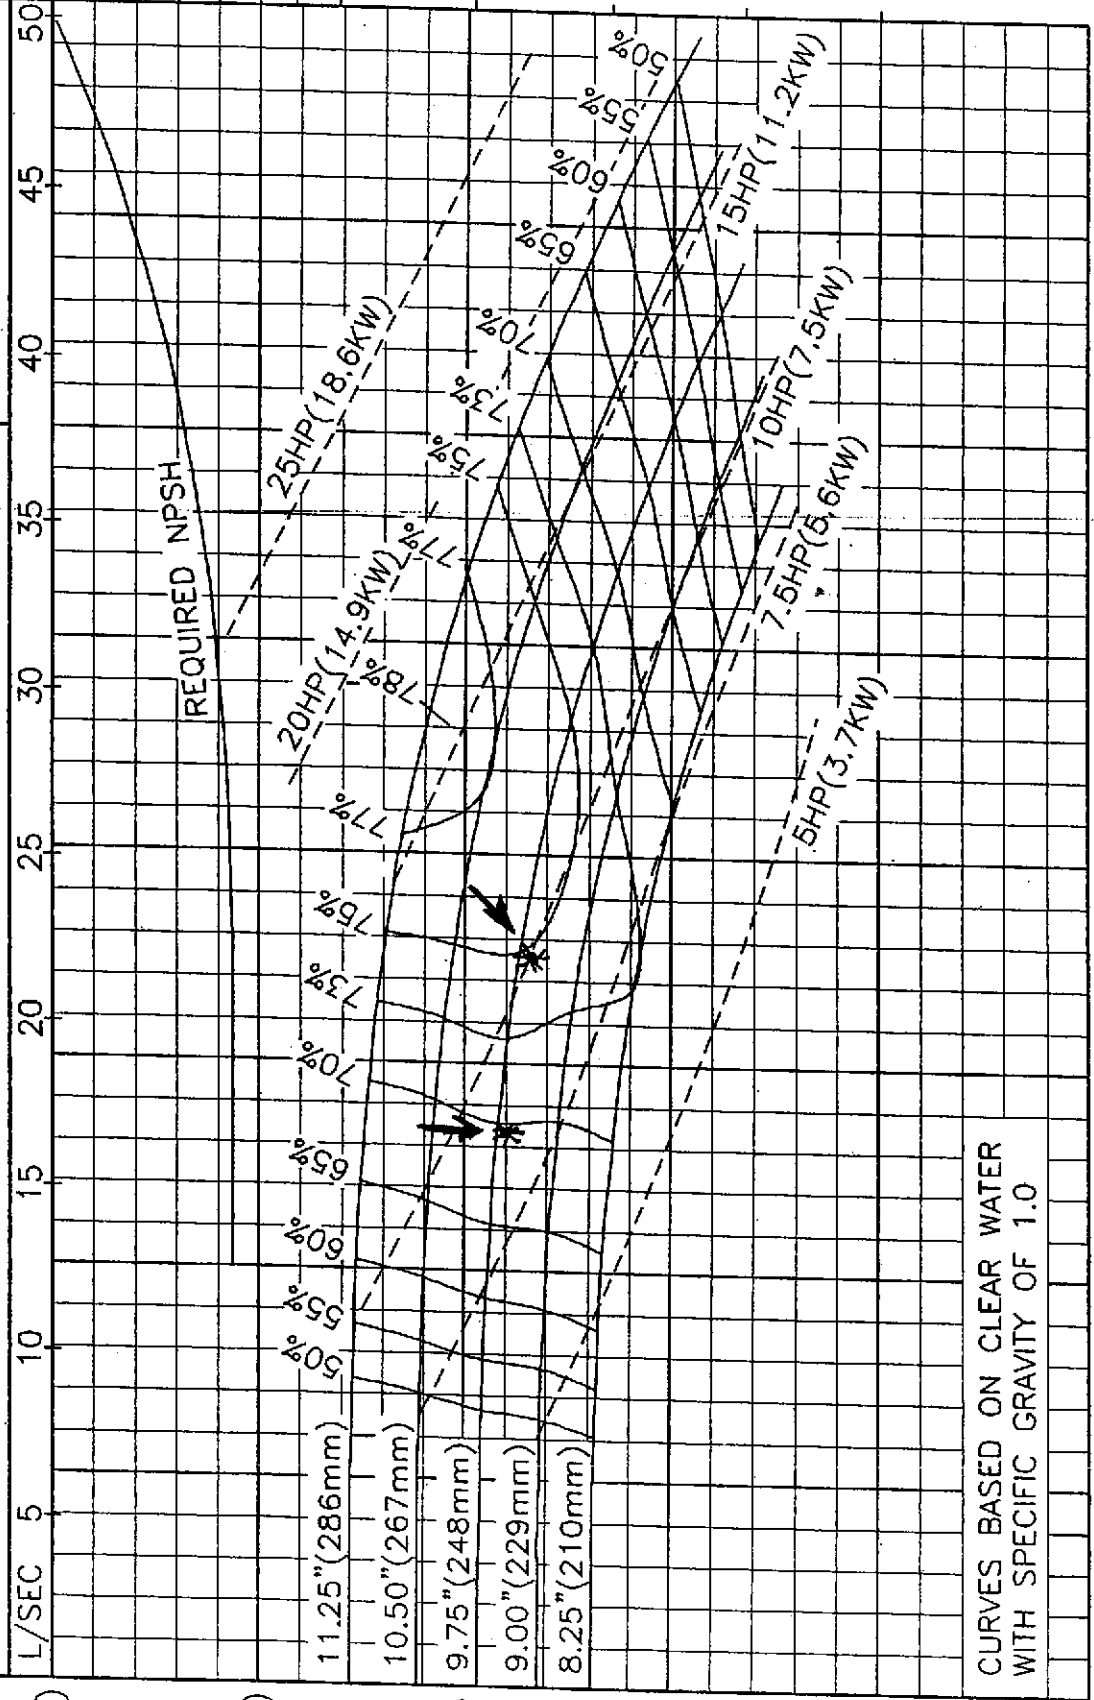 L/SEC 5 10 15 20 25 30 35 40 45 50
REQUIRED NPSH
25HP(18.6KW)
20HP(14.9KW)
15HP(11.2KW)
10HP(7.5KW)
7.5HP(5.6KW)
5HP(3.7KW)
50%
55%
60%
65%
70%
73%
75%
77%
78%
77%
75%
73%
70%
65%
60%
55%
50%
11.25"(286mm)
10.50"(267mm)
9.75"(248mm)
9.00"(229mm)
8.25"(210mm)
CURVES BASED ON CLEAR WATER
WITH SPECIFIC GRAVITY OF 1.0